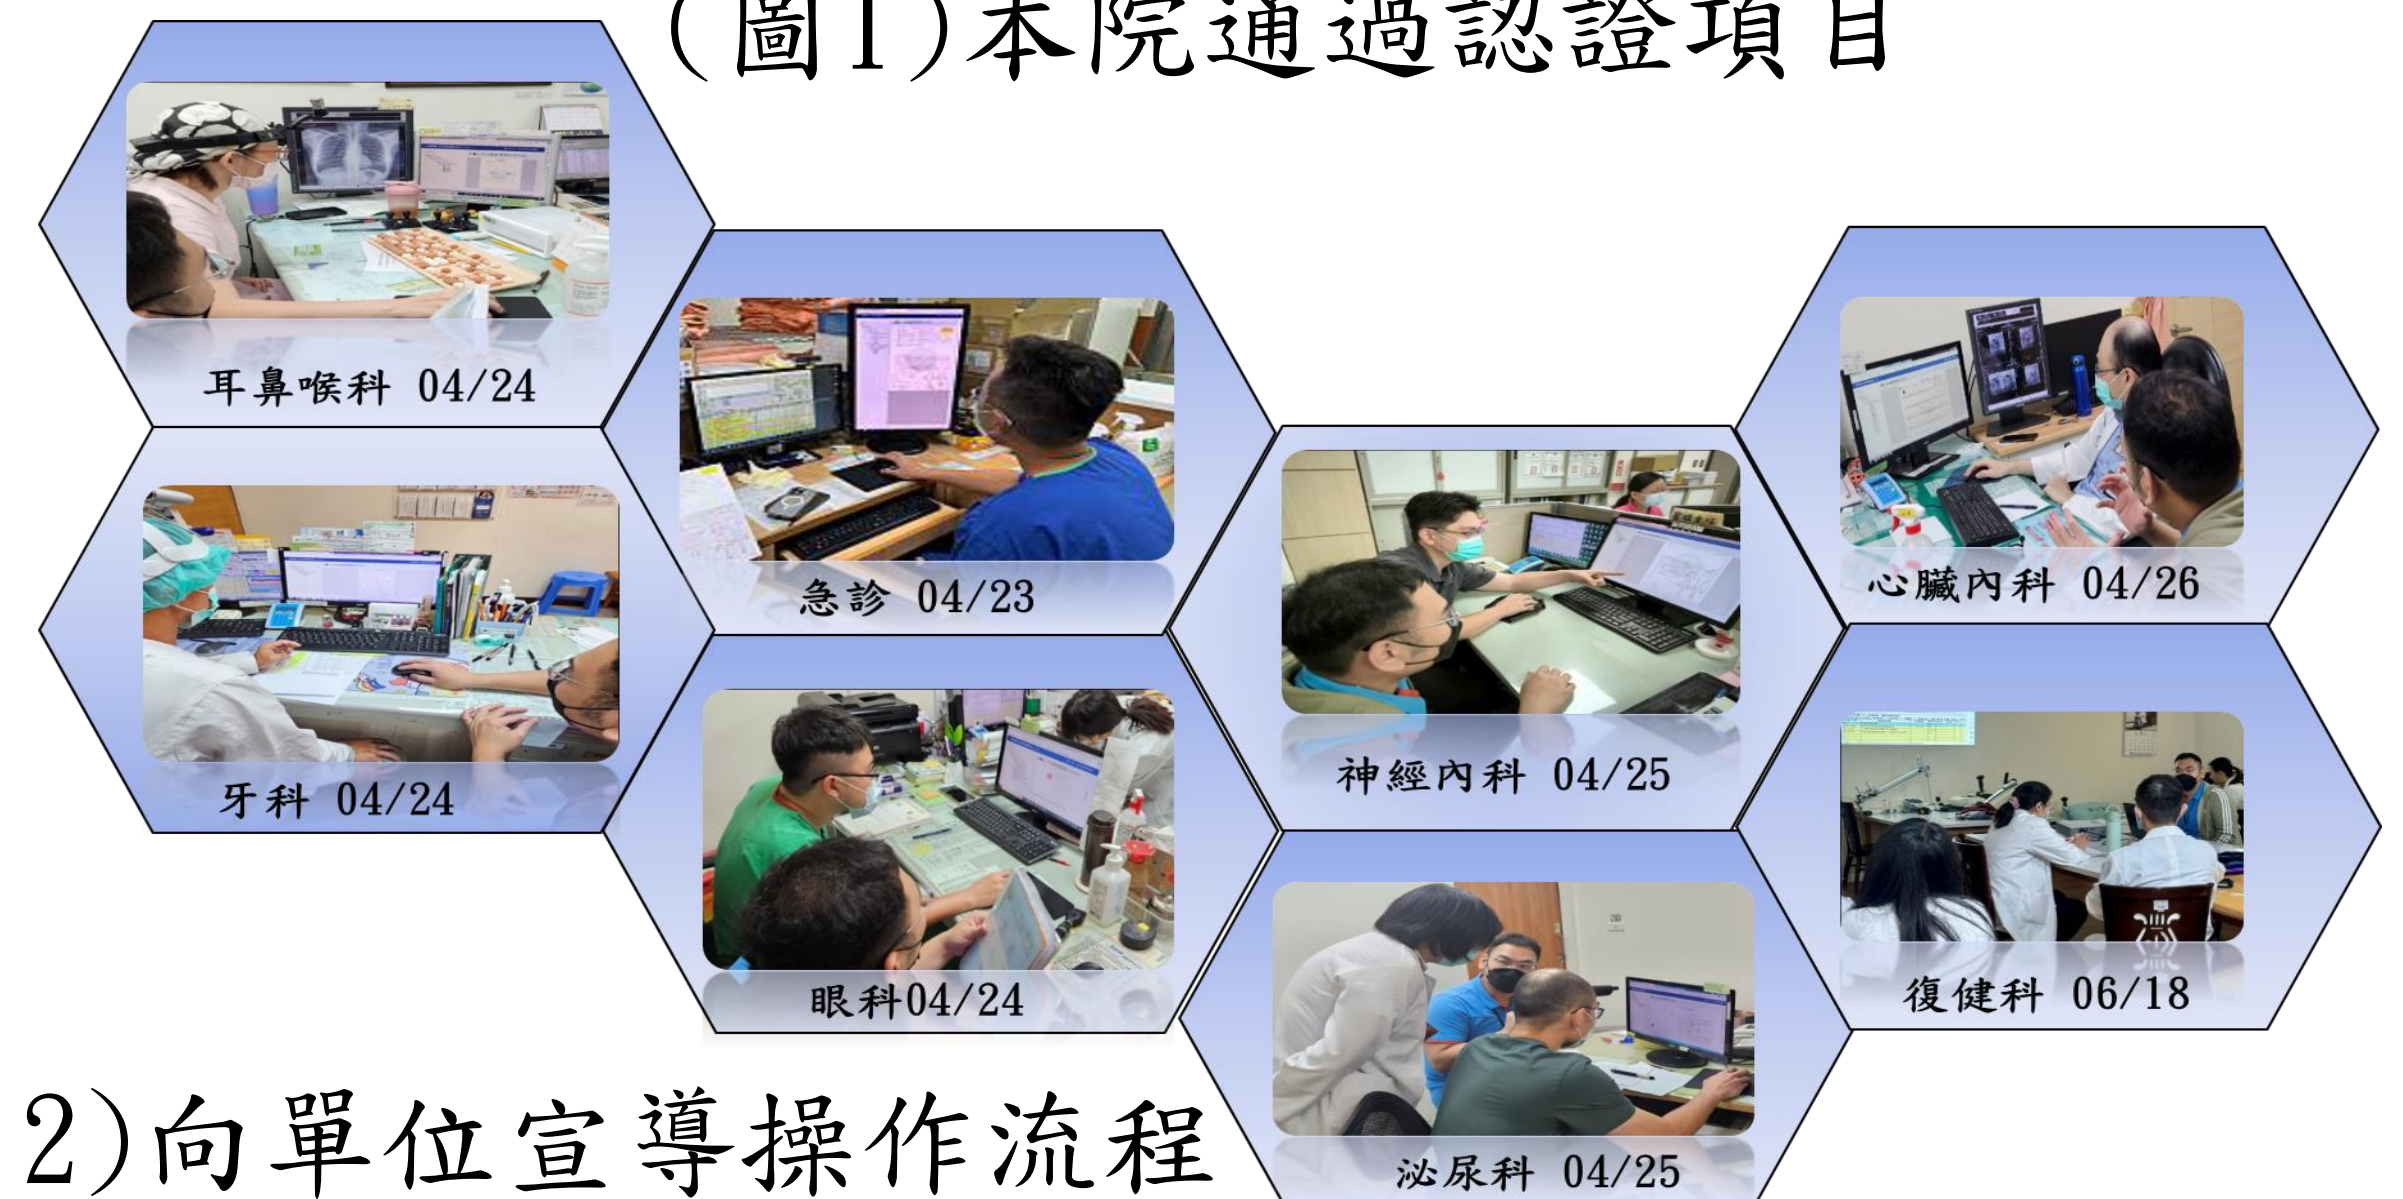 (圖1)本院通過認證項目
耳鼻喉科 04/24
急診 04/23
心臟內科 04/26
牙科 04/24
神經內科 04/25
眼科04/24
復健科 06/18
泌尿科 04/25
2)向單位宣導操作流程